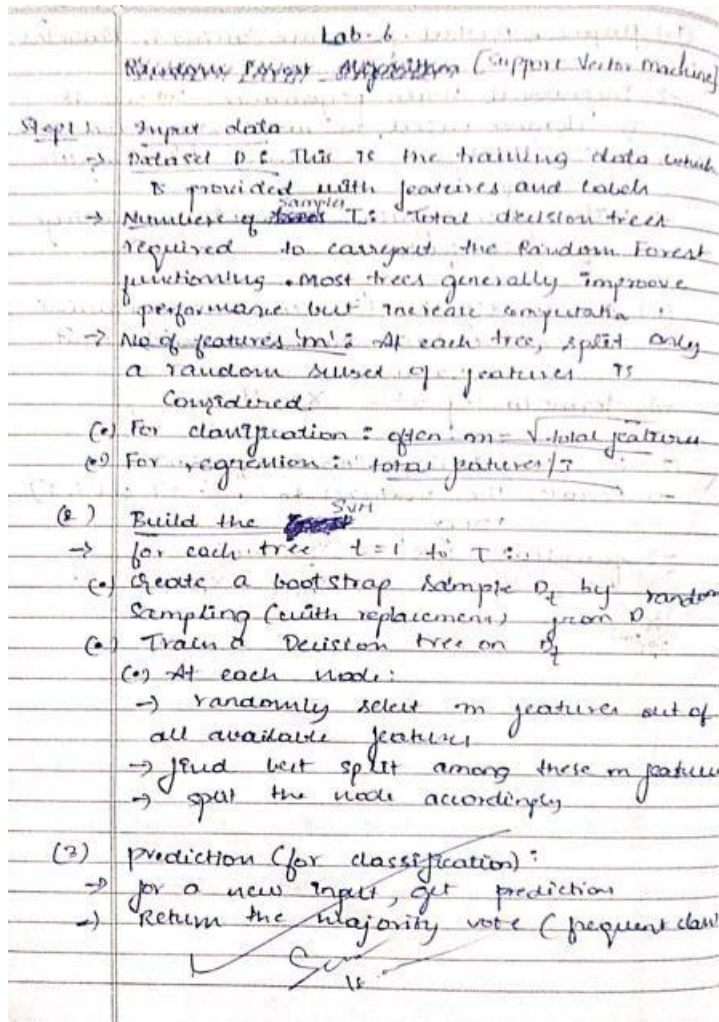 Lab-6
Random Forest Algorithm (Support Vector Machine)
Step 1: Input data
→ Dataset D: This is the training data which
is provided with features and labels
Samples
→ Number of trees T: Total decision trees
required to carryout the Random Forest
functioning. Most trees generally improove
performance but increase computatio
→ No of features 'm': At each tree, split only
a random subset of features is
Considered.
(•) For classification: often m = √total features
(•) For regression: total features/3
(2) Build the SVM
→ for each tree t=1 to T:
(•) Create a bootstrap sample Dt by random
Sampling (with replacement) from D
(•) Train a Decision tree on Dt
(•) At each node:
→ randomly select m features out of
all available features
→ find best split among these m features
→ split the node accordingly
(3) prediction (for classification):
→ for a new input, get prediction
→ Return the majority vote (frequent class